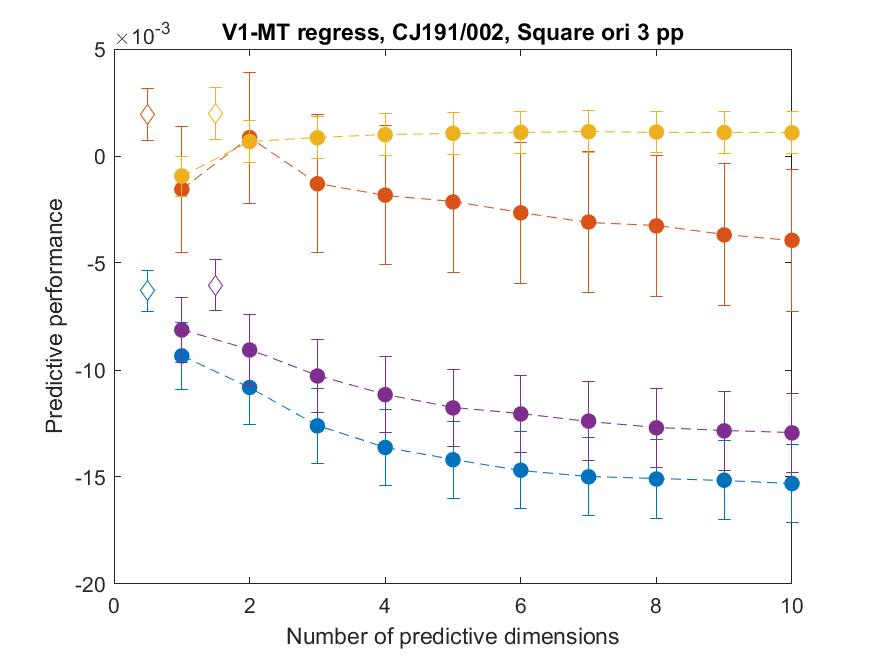 V1-MT regress, CJ191/002, Square ori 3 pp
×10⁻³
5
0
-5
-10
-15
-20
Predictive performance
0 2 4 6 8 10
Number of predictive dimensions